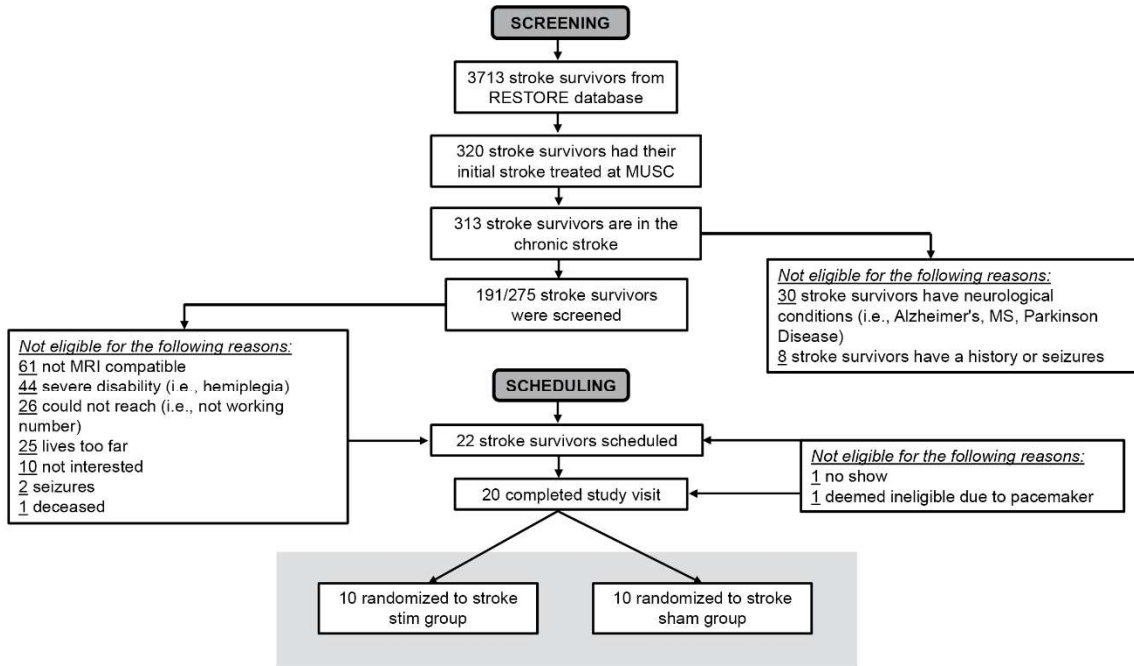 SCREENING
3713 stroke survivors from
RESTORE database
320 stroke survivors had their
initial stroke treated at MUSC
313 stroke survivors are in the
chronic stroke
Not eligible for the following reasons:
30 stroke survivors have neurological
conditions (i.e., Alzheimer's, MS, Parkinson
Disease)
8 stroke survivors have a history or seizures
191/275 stroke survivors
were screened
Not eligible for the following reasons:
61 not MRI compatible
44 severe disability (i.e., hemiplegia)
26 could not reach (i.e., not working
number)
25 lives too far
10 not interested
2 seizures
1 deceased
SCHEDULING
22 stroke survivors scheduled
Not eligible for the following reasons:
1 no show
1 deemed ineligible due to pacemaker
20 completed study visit
10 randomized to stroke
stim group
10 randomized to stroke
sham group